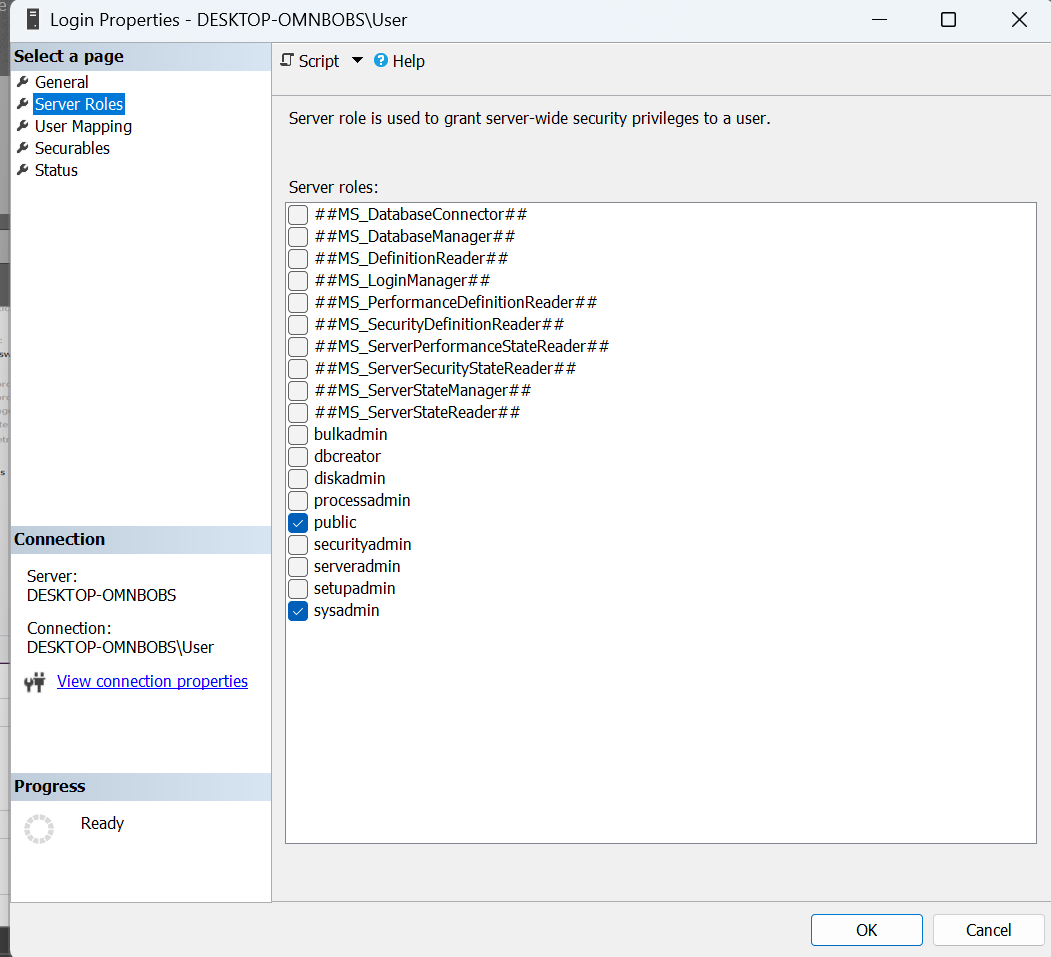 Login Properties - DESKTOP-OMNBOBS\User
Select a page
General
Server Roles
User Mapping
Securables
Status
Script
Help
Server role is used to grant server-wide security privileges to a user.
Server roles:
##MS_DatabaseConnector##
##MS_DatabaseManager##
##MS_DefinitionReader##
##MS_LoginManager##
##MS_PerformanceDefinitionReader##
##MS_SecurityDefinitionReader##
##MS_ServerPerformanceStateReader##
##MS_ServerSecurityStateReader##
##MS_ServerStateManager##
##MS_ServerStateReader##
bulkadmin
dbcreator
diskadmin
processadmin
public
securityadmin
serveradmin
setupadmin
sysadmin
Connection
Server:
DESKTOP-OMNBOBS
Connection:
DESKTOP-OMNBOBS\User
View connection properties
Progress
Ready
OK
Cancel